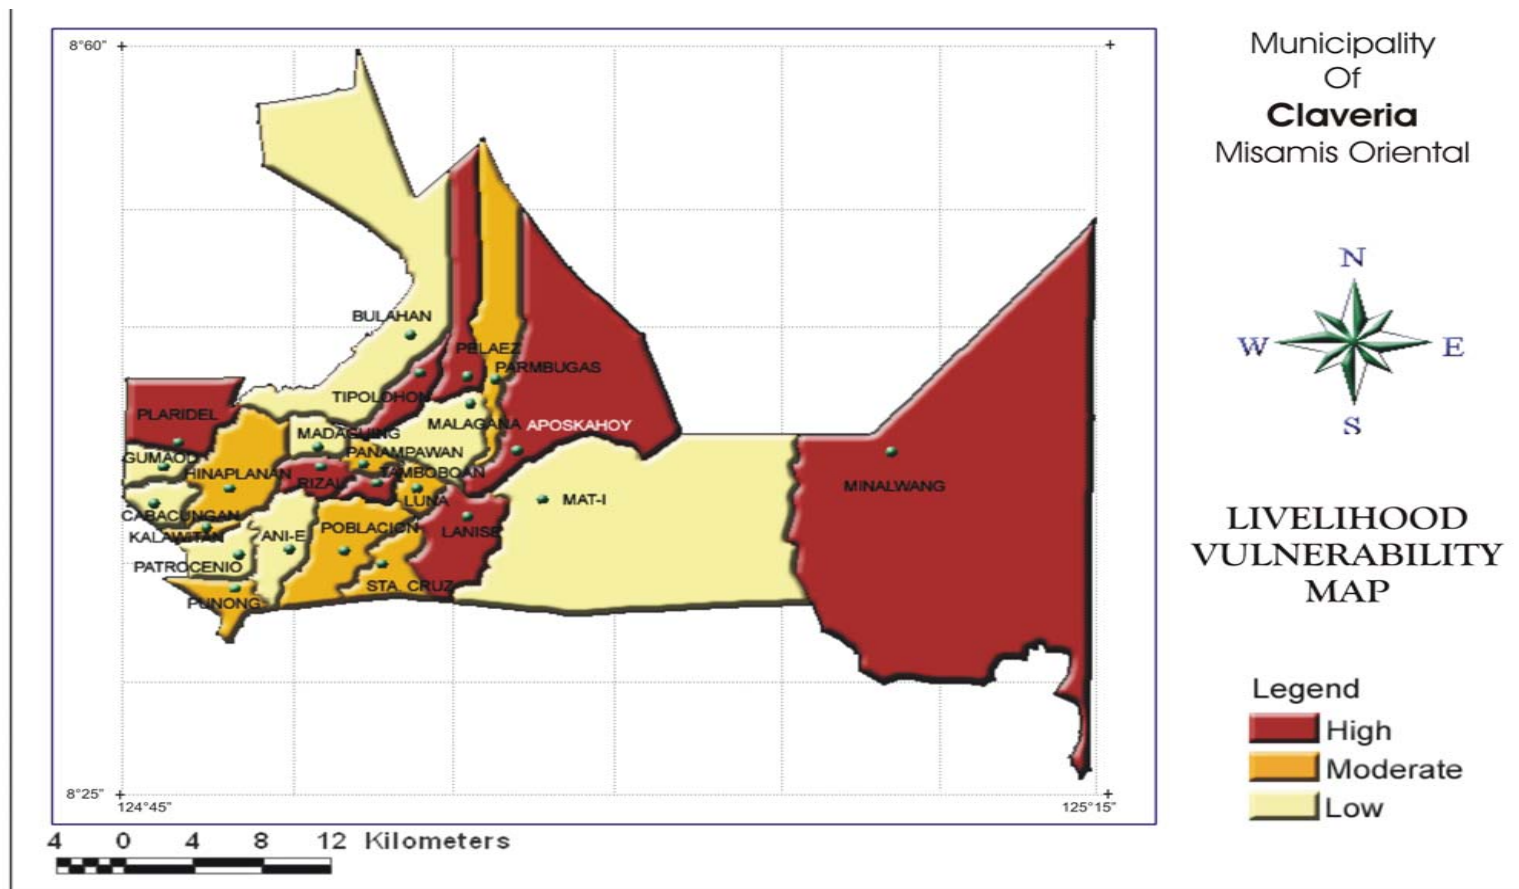 Municipality
Of
Claveria
Misamis Oriental
8°60”
N
W E
S
BULAHAN
PELAEZ
PARMBUGAS
TIPOLOHON
PLARIDEL
MALAGANA
APOSKAHOY
MADAGUING
PANAMPAWAN
GUMAOD
HINAPLANAN
TAMBOBOAN
RIZAL
MINALWANG
LUNA
MAT-I
CABACUNGAN
POBLACION
LANISE
KALAWITAN
ANI-E
PATROCENIO
STA. CRUZ
PUNONG
LIVELIHOOD
VULNERABILITY
MAP
Legend
High
Moderate
Low
8°25”
124°45”
125°15”
4 0 4 8 12 Kilometers